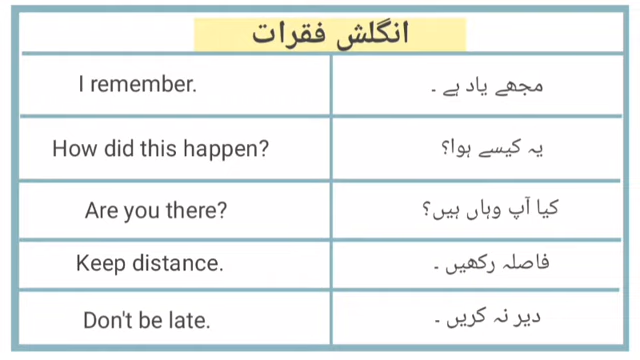 انگلش فقرات
I remember.
مجھے یاد ہے ۔
How did this happen?
یہ کیسے ہوا؟
Are you there?
کیا آپ وہاں ہیں؟
Keep distance.
فاصلہ رکھیں ۔
Don't be late.
دیر نہ کریں ۔